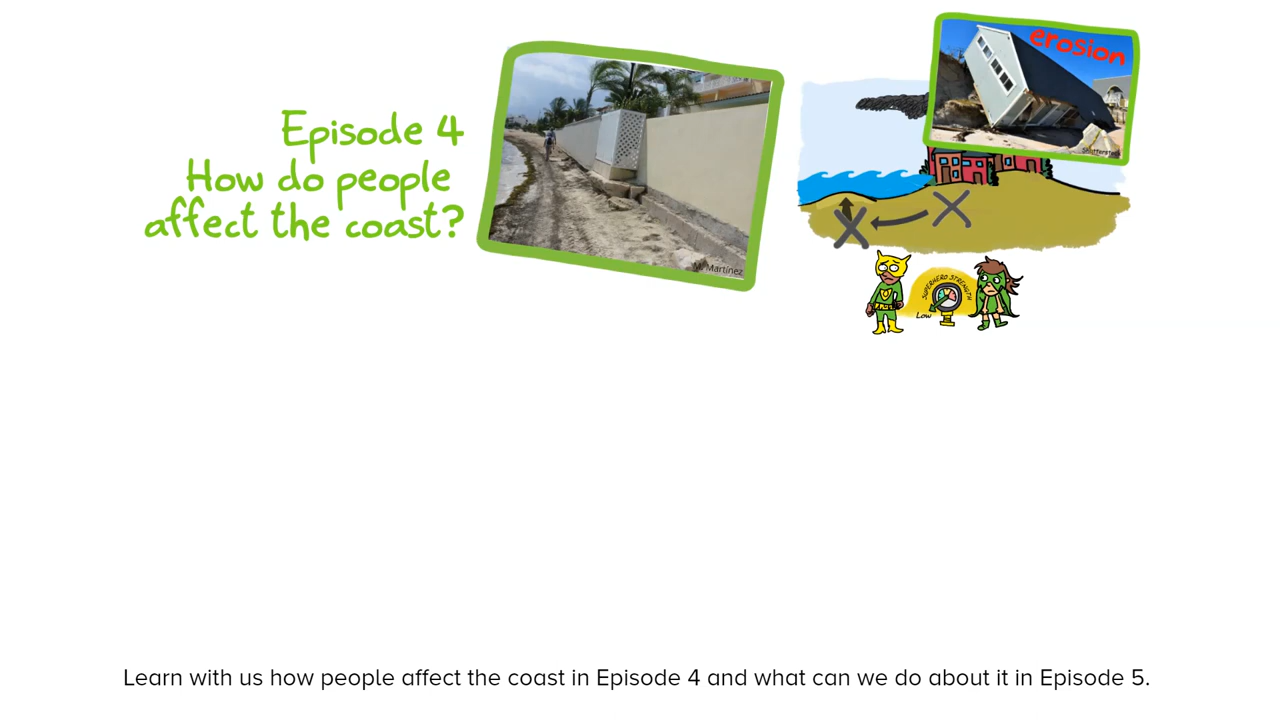 Episode 4
How do people
affect the coast?
M. Martínez
erosion
Shutterstock
SUPERHERO STRENGTH
Low
Learn with us how people affect the coast in Episode 4 and what can we do about it in Episode 5.